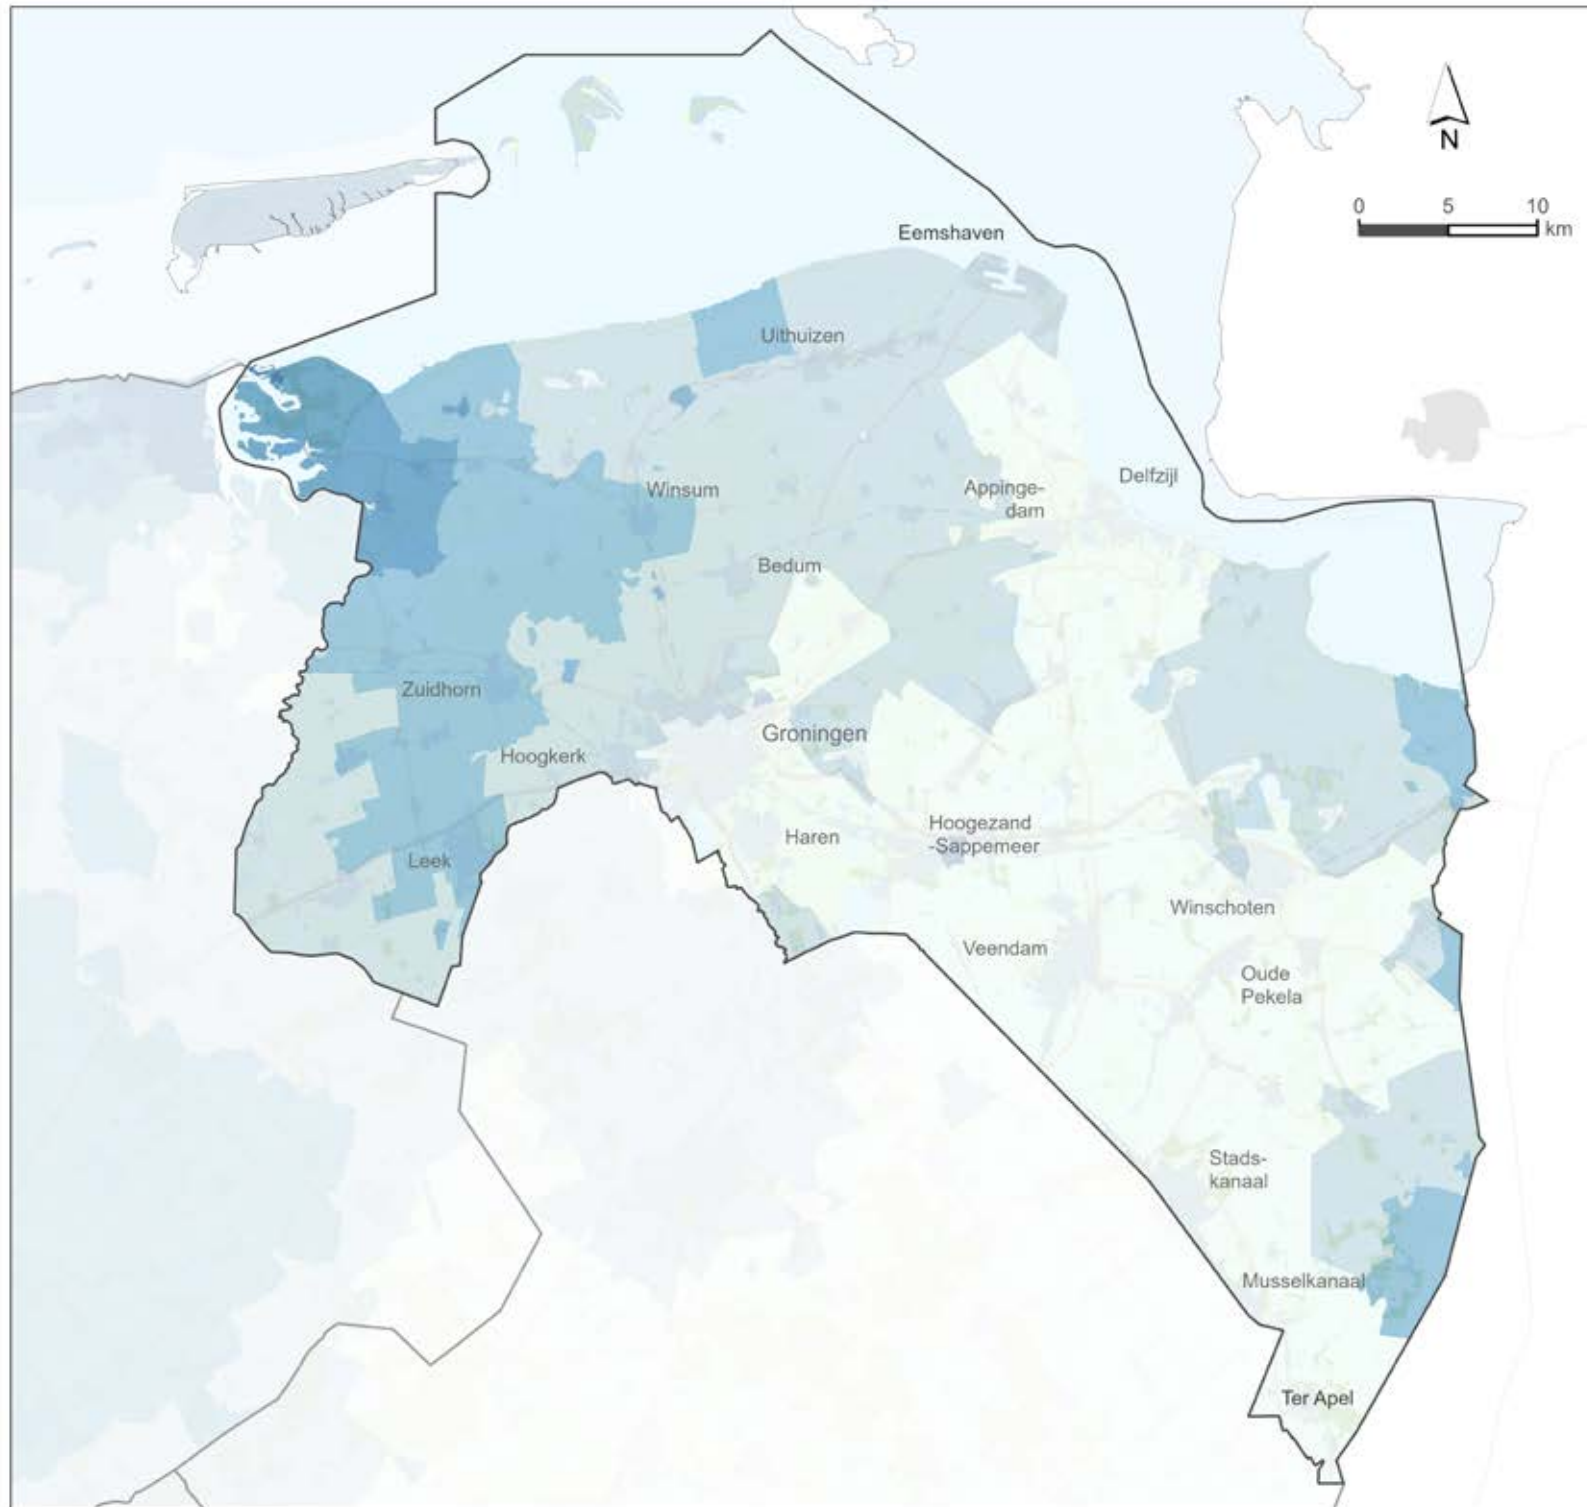 N
0 5 10
km
Eemshaven
Uithuizen
Delfzijl
Appinge-
dam
Winsum
Bedum
Zuidhorn
Groningen
Hoogkerk
Haren
Hoogezand
-Sappemeer
Leek
Winschoten
Veendam
Oude
Pekela
Stads-
kanaal
Musselkanaal
Ter Apel